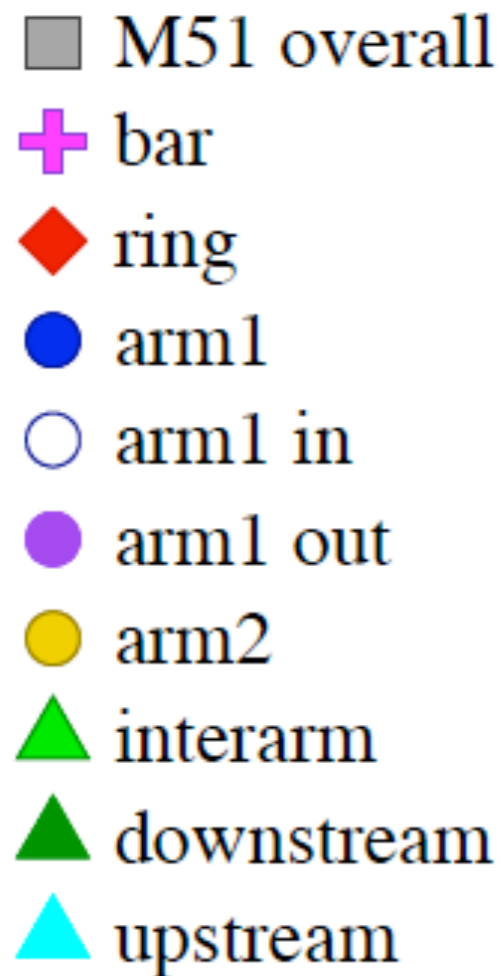 M51 overall
bar
ring
arm1
arm1 in
arm1 out
arm2
interarm
downstream
upstream